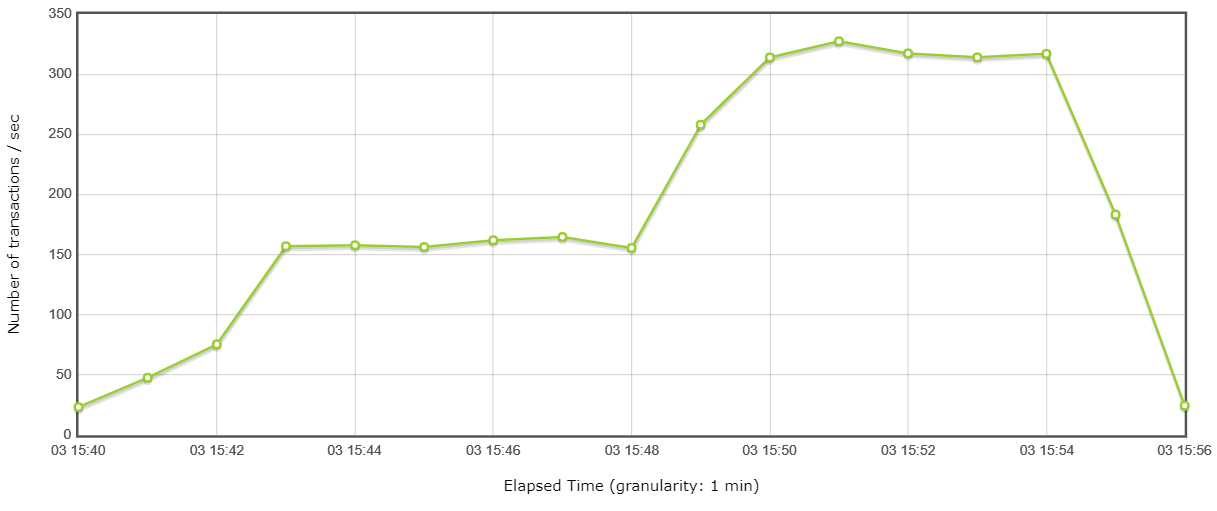 Number of transactions / sec
350
300
250
200
150
100
50
0
03 15:40 03 15:42 03 15:44 03 15:46 03 15:48 03 15:50 03 15:52 03 15:54 03 15:56
Elapsed Time (granularity: 1 min)